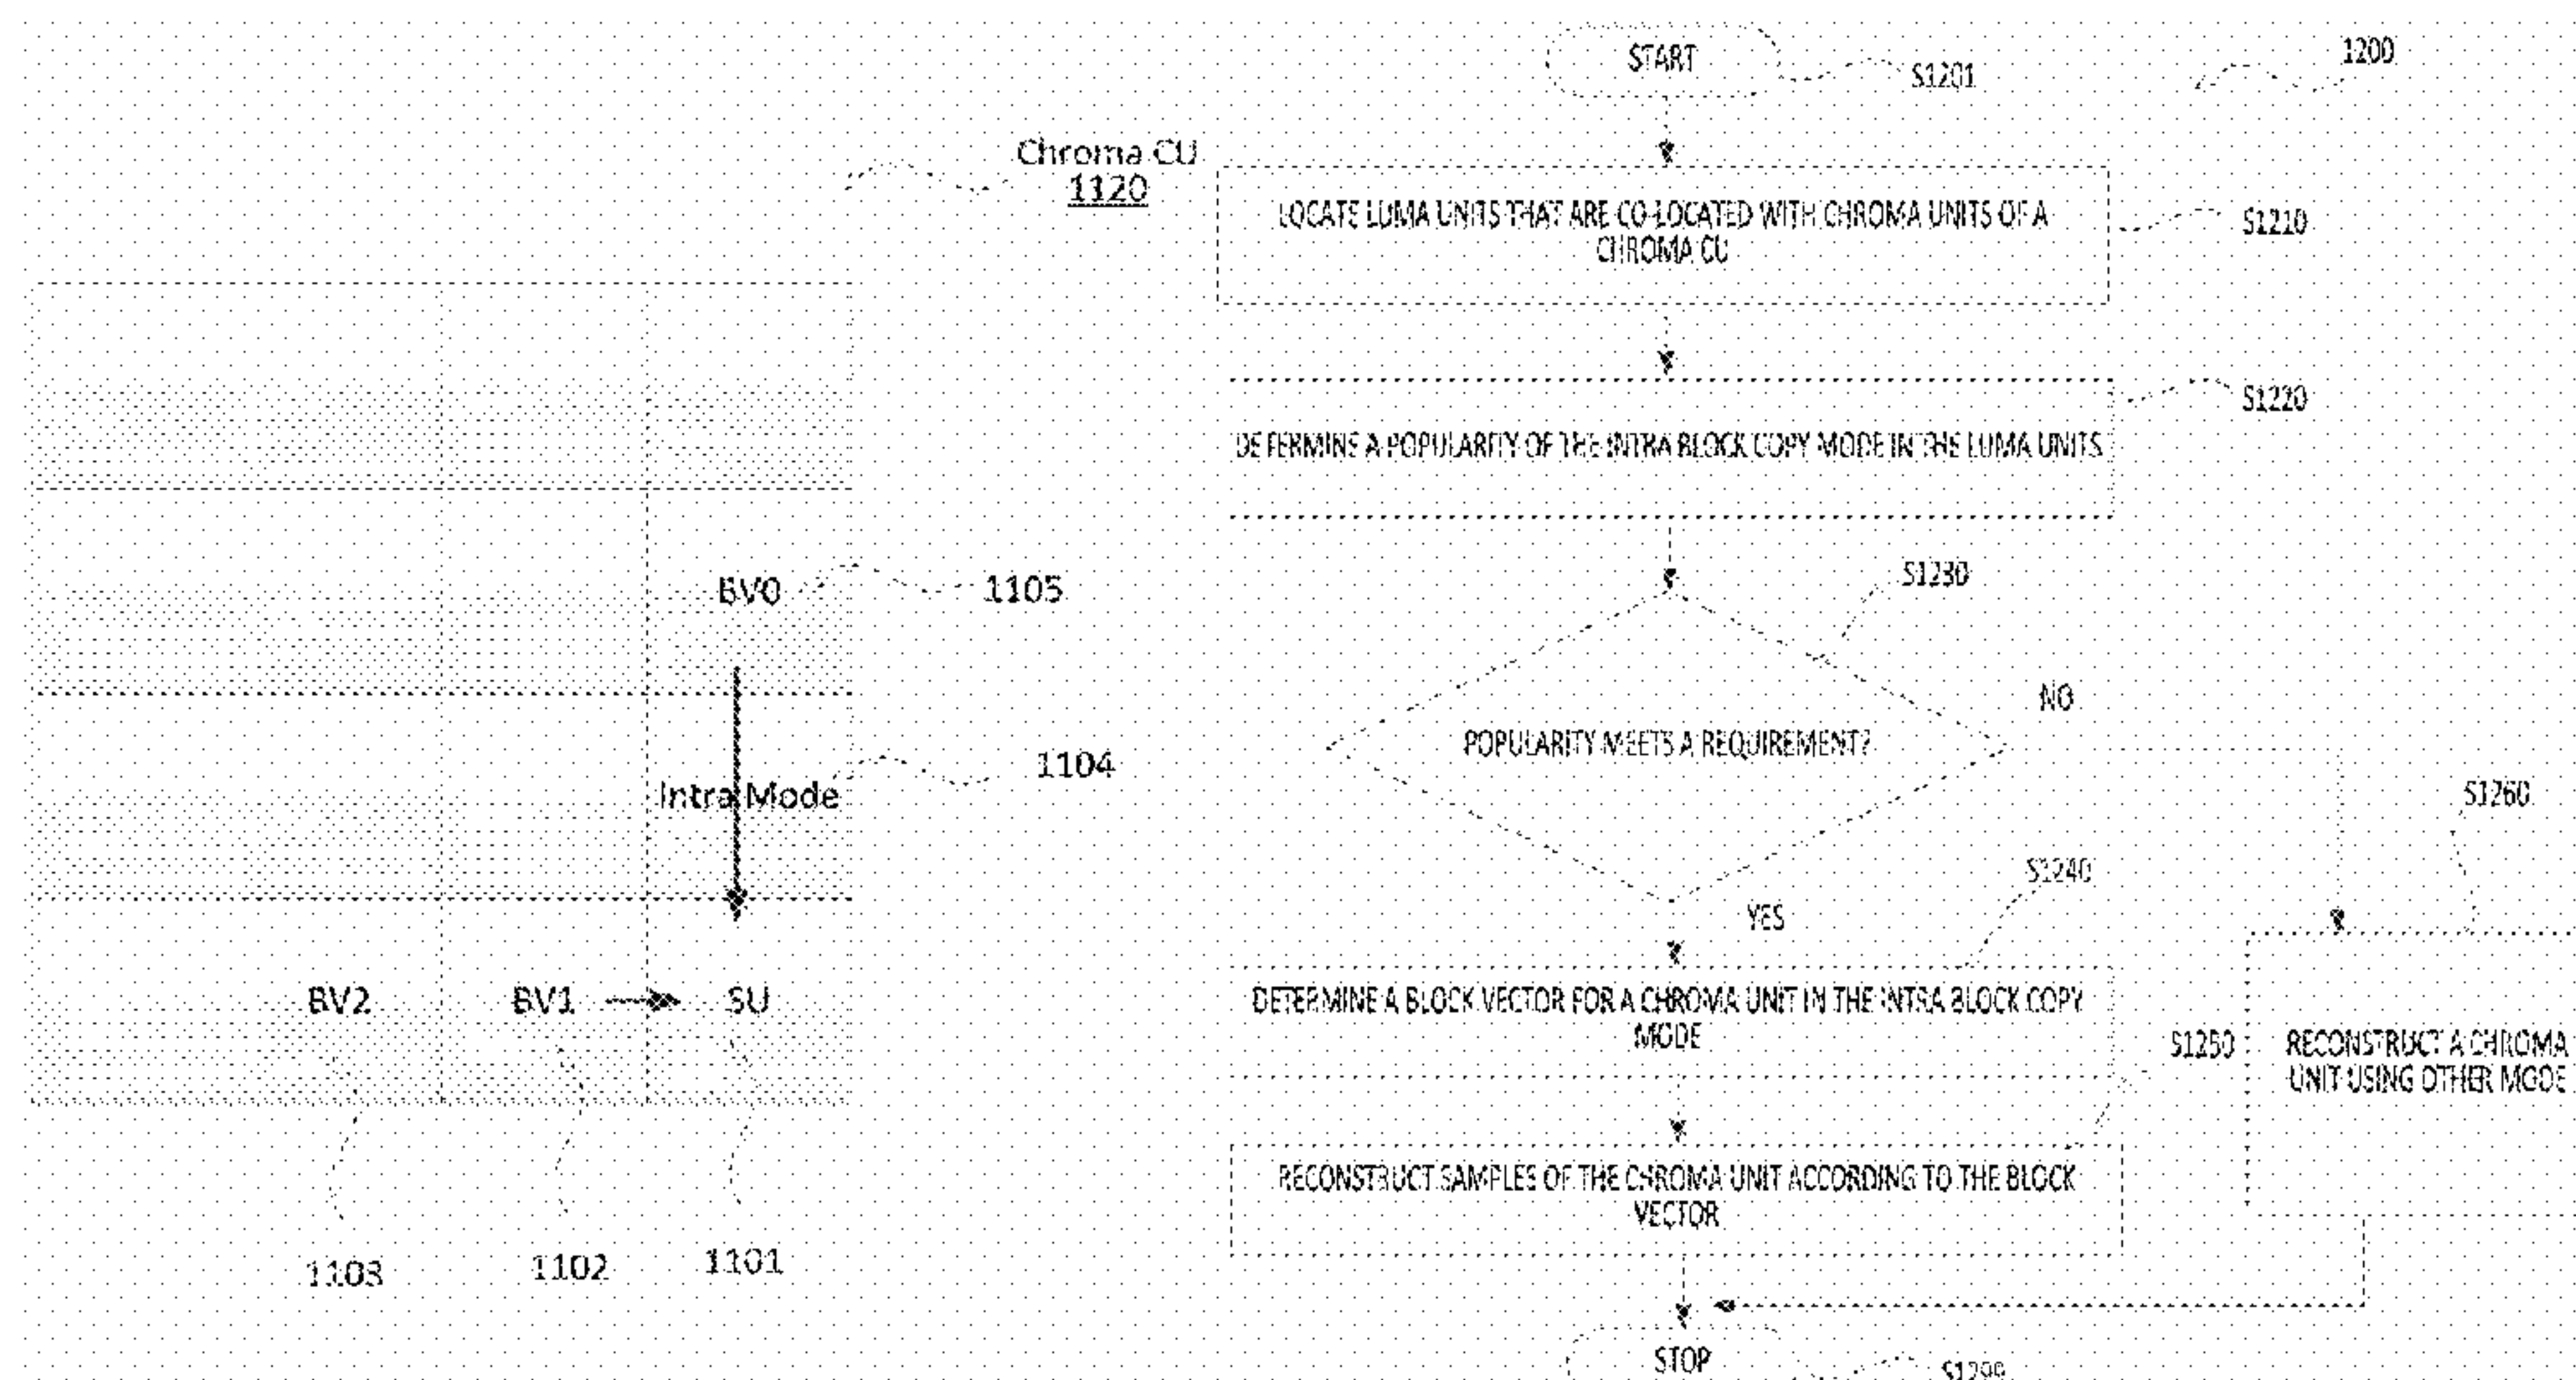 Chroma CU
1120
BV0
1105
Intra Mode
1104
BV2
BV1
SU
1103
1102
1101
START
S1201
1200
LOCATE LUMA UNITS THAT ARE CO-LOCATED WITH CHROMA UNITS OF A
CHROMA CU
S1210
DETERMINE A POPULARITY OF THE INTRA BLOCK COPY MODE IN THE LUMA UNITS
S1220
S1230
POPULARITY MEETS A REQUIREMENT?
NO
YES
S1240
S1260
DETERMINE A BLOCK VECTOR FOR A CHROMA UNIT IN THE INTRA BLOCK COPY
MODE
S1250
RECONSTRUCT A CHROMA
UNIT USING OTHER MODE
RECONSTRUCT SAMPLES OF THE CHROMA UNIT ACCORDING TO THE BLOCK
VECTOR
STOP